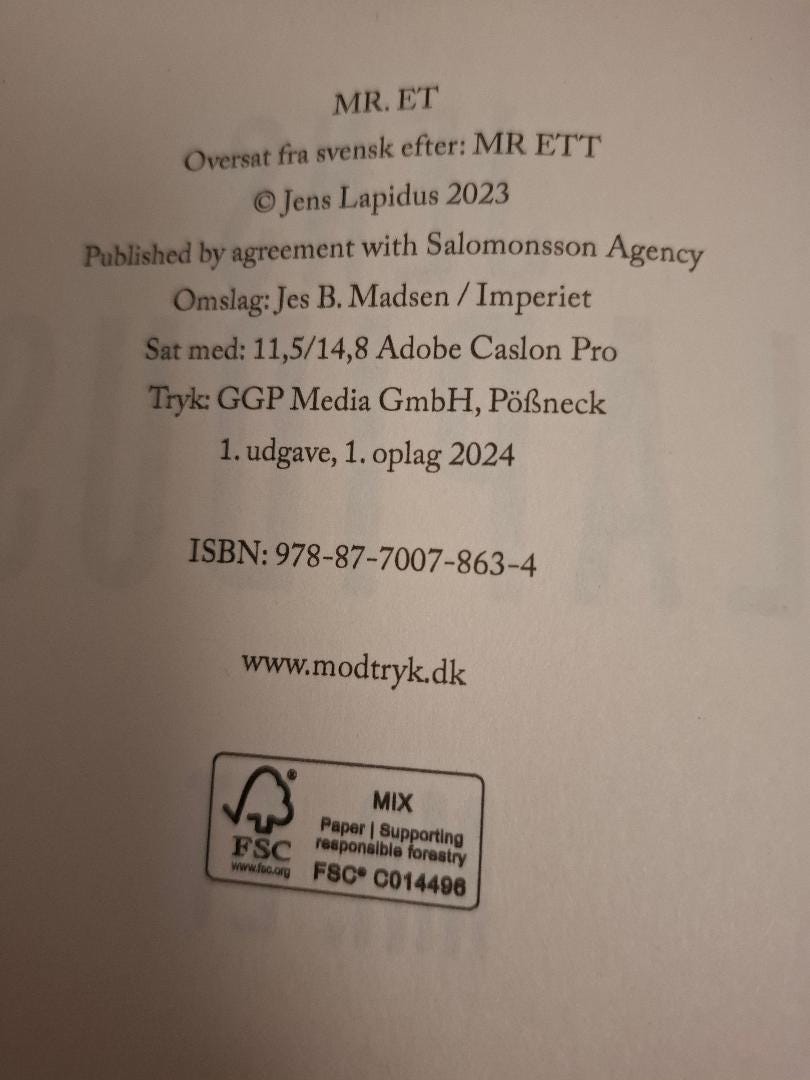 MR. ET
Oversat fra svensk efter: MR ETT
© Jens Lapidus 2023
Published by agreement with Salomonsson Agency
Omslag: Jes B. Madsen / Imperiet
Sat med: 11,5/14,8 Adobe Caslon Pro
Tryk: GGP Media GmbH, Pößneck
1. udgave, 1. oplag 2024
ISBN: 978-87-7007-863-4
www.modtryk.dk
®
FSC
www.fsc.org
MIX
Paper | Supporting
responsible forestry
FSC® C014496